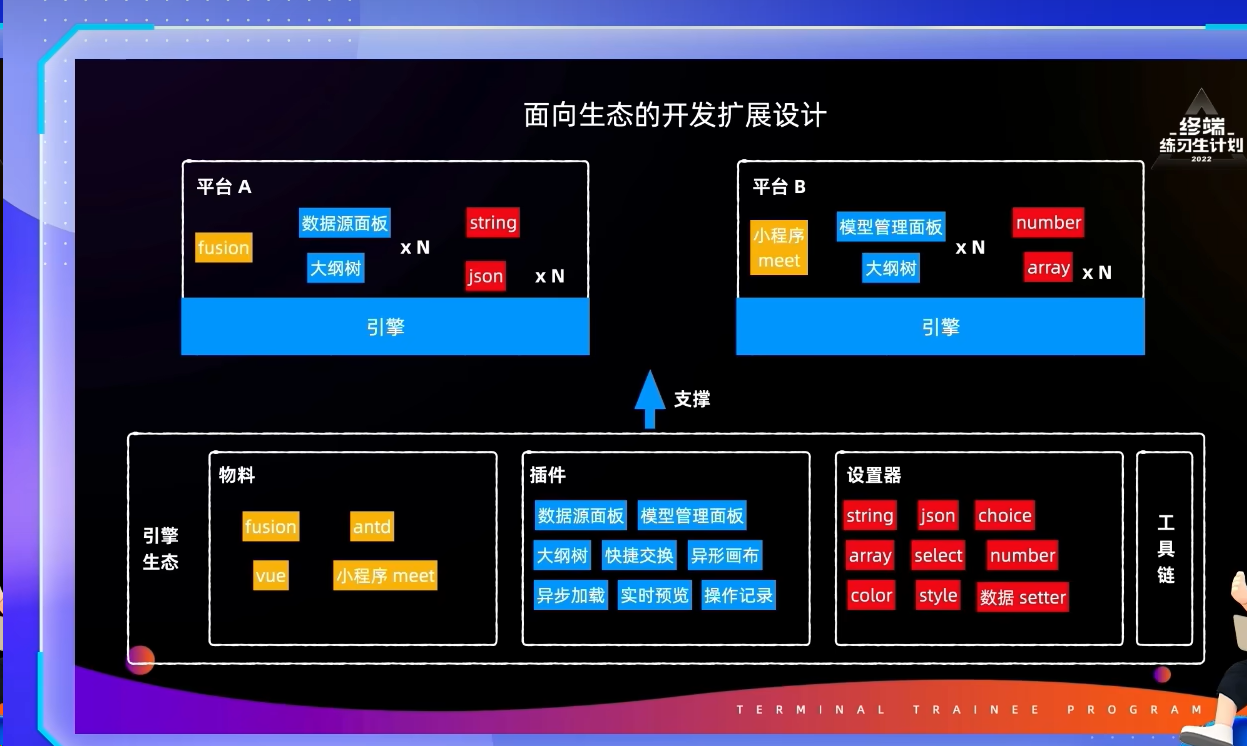 面向生态的开发扩展设计
终端
练习生计划
2022
平台 A
fusion
数据源面板
大纲树
x N
string
json
x N
引擎
平台 B
小程序
meet
模型管理面板
大纲树
x N
number
array
x N
引擎
支撑
引擎
生态
物料
fusion
antd
vue
小程序 meet
插件
数据源面板 模型管理面板
大纲树 快捷交换 异形画布
异步加载 实时预览 操作记录
设置器
string json choice
array select number
color style 数据 setter
工
具
链
TERMINAL TRAINEE PROGRAM